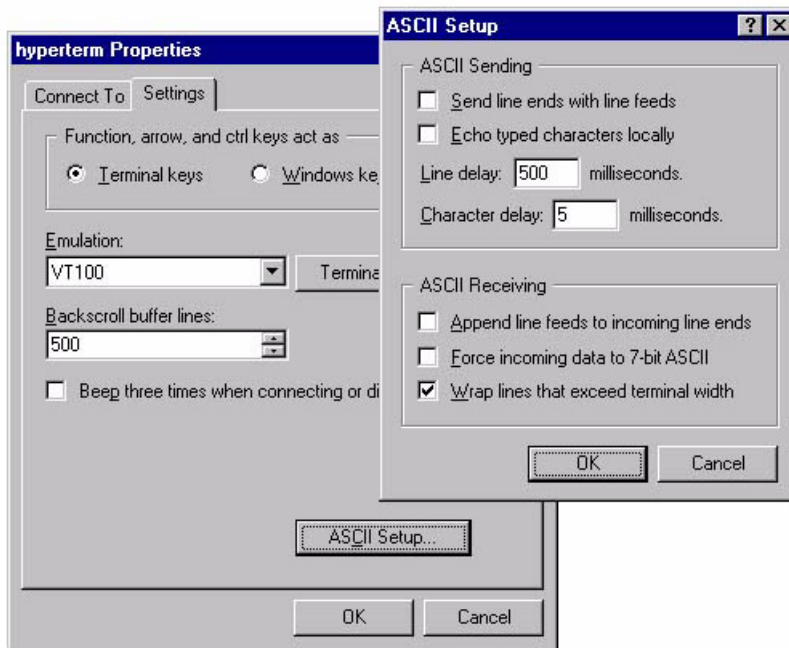 hyperterm Properties
Connect To
Settings
Function, arrow, and ctrl keys act as
Terminal keys
Windows ke
Emulation:
VT100
Termina
Backscroll buffer lines:
500
Beep three times when connecting or di
ASCII Setup...
OK
Cancel
ASCII Setup
ASCII Sending
Send line ends with line feeds
Echo typed characters locally
Line delay: 500 milliseconds.
Character delay: 5 milliseconds.
ASCII Receiving
Append line feeds to incoming line ends
Force incoming data to 7-bit ASCII
Wrap lines that exceed terminal width
OK
Cancel